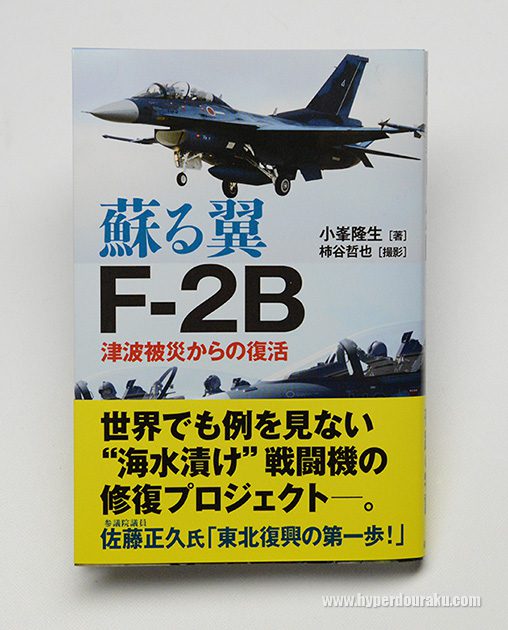 蘇る翼
小峯隆生［著］
柿谷哲也［撮影］
F-2B
津波被災からの復活
世界でも例を見ない
“海水漬け”戦闘機の
修復プロジェクト―。
参議院議員
佐藤正久氏「東北復興の第一歩！」
www.hyperdouraku.com